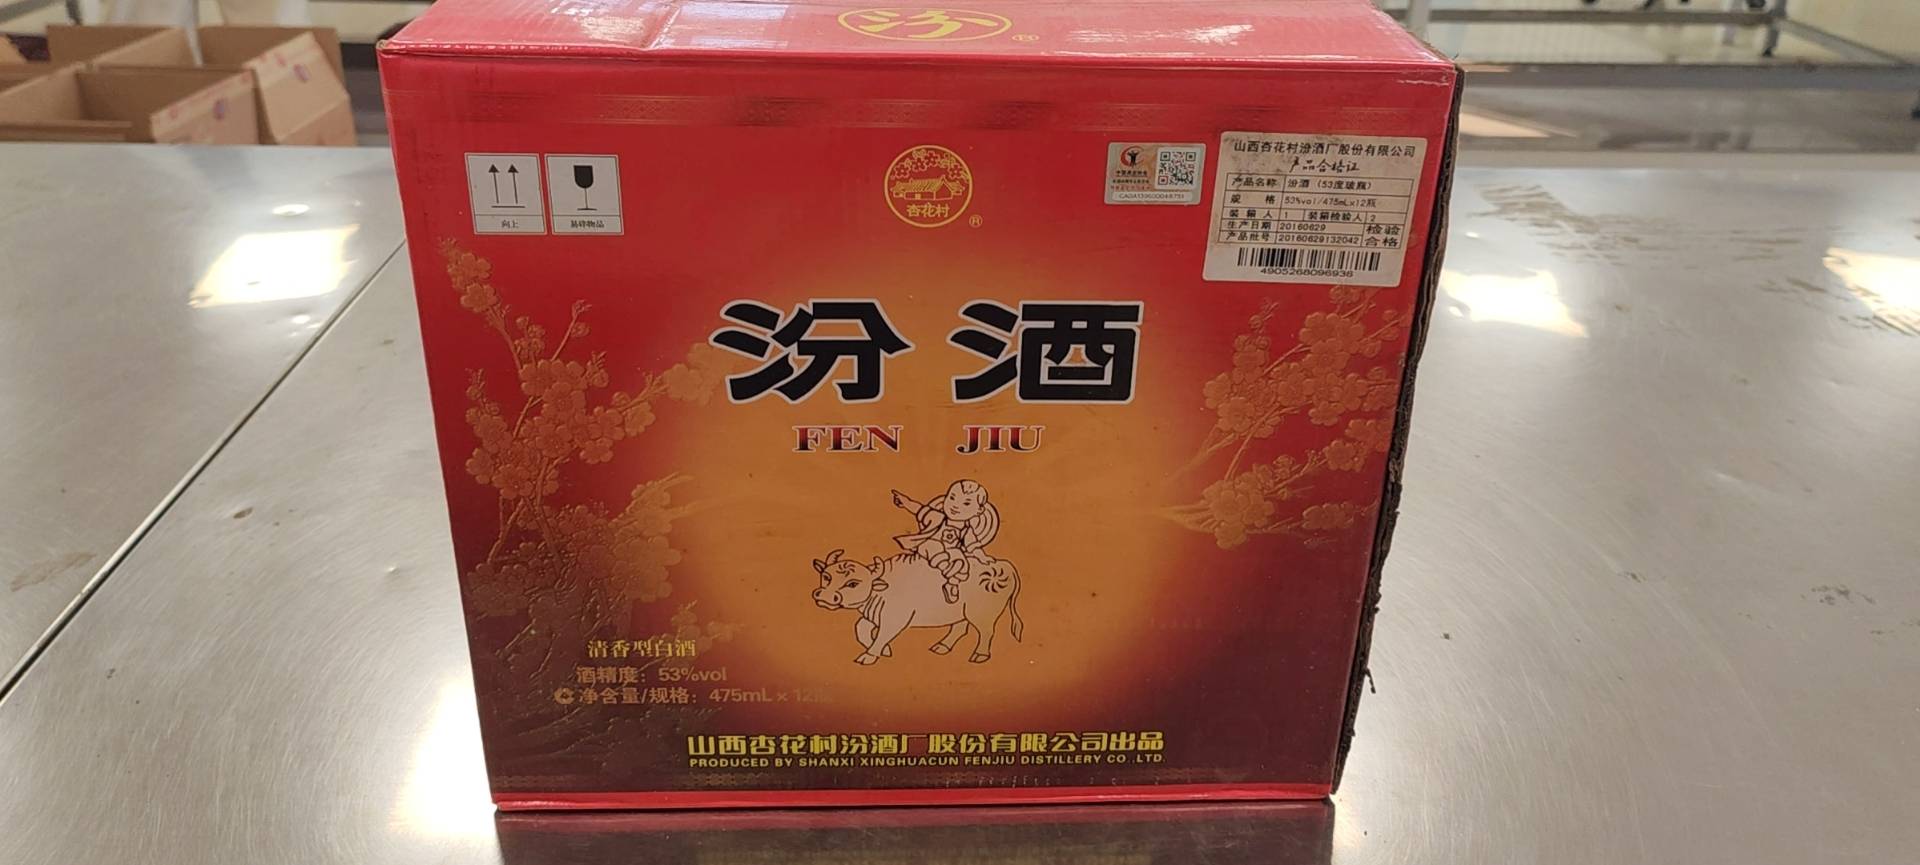 汾®
向上
易碎物品
杏花村
®
CA0A
山西杏花村汾酒厂股份有限公司
产品合格证
产品名称 汾酒（53度玻瓶）
规 格 53%vol/475mL×12瓶
装箱人 1 装箱检验人 2
生产日期 20160629 检验
产品批号 20160629132042 合格
4905268096936
汾酒
FEN JIU
清香型白酒
酒精度：53%vol
净含量/规格：475mL×12瓶
山西杏花村汾酒厂股份有限公司出品
PRODUCED BY SHANXI XINGHUACUN FENJIU DISTILLERY CO.,LTD.